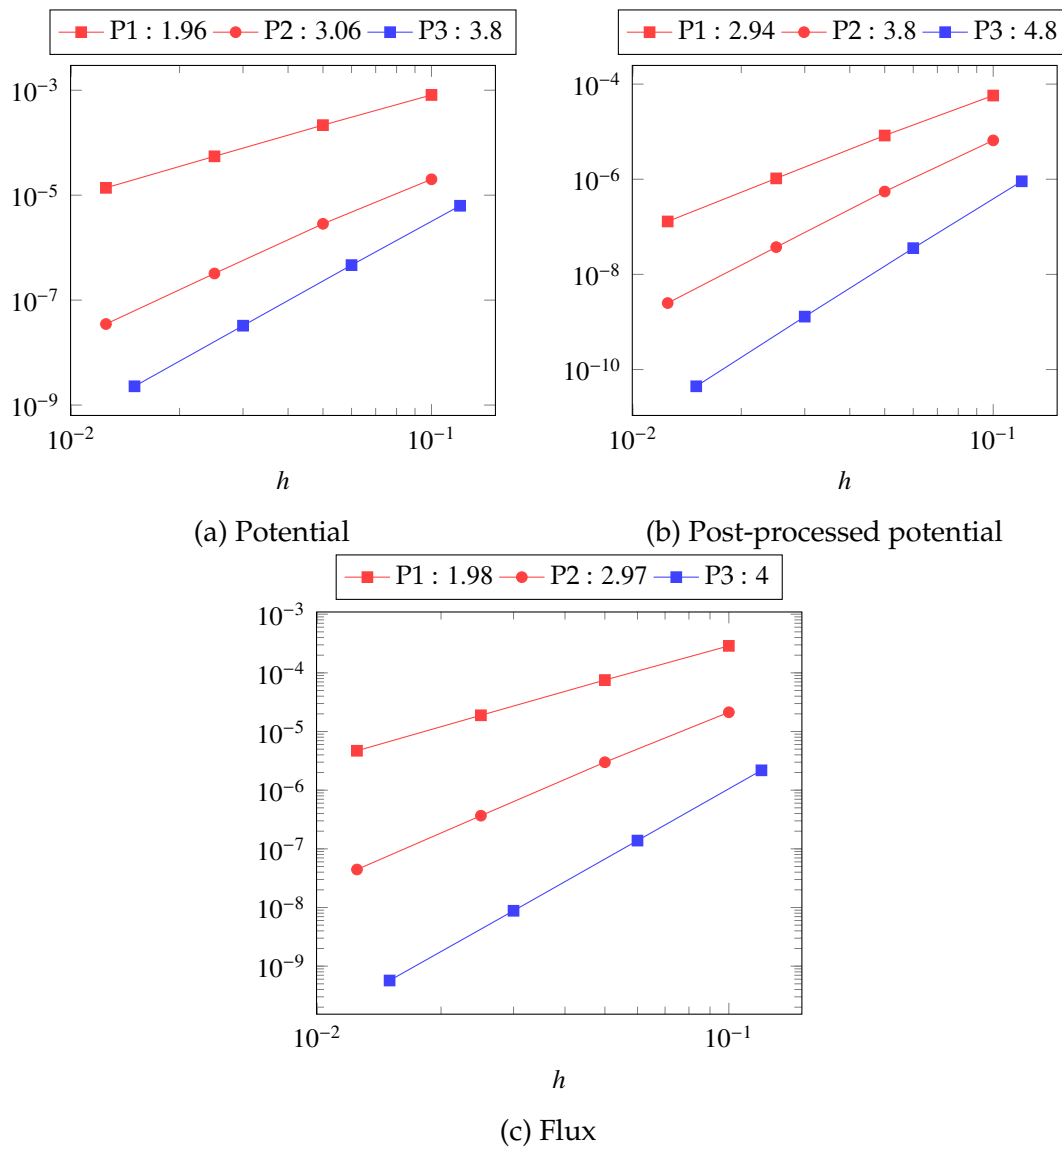 P1 : 1.96 P2 : 3.06 P3 : 3.8
10⁻³
10⁻⁵
10⁻⁷
10⁻⁹
10⁻² 10⁻¹
h
(a) Potential
P1 : 2.94 P2 : 3.8 P3 : 4.8
10⁻⁴
10⁻⁶
10⁻⁸
10⁻¹⁰
10⁻² 10⁻¹
h
(b) Post-processed potential
P1 : 1.98 P2 : 2.97 P3 : 4
10⁻³
10⁻⁴
10⁻⁵
10⁻⁶
10⁻⁷
10⁻⁸
10⁻⁹
10⁻² 10⁻¹
h
(c) Flux